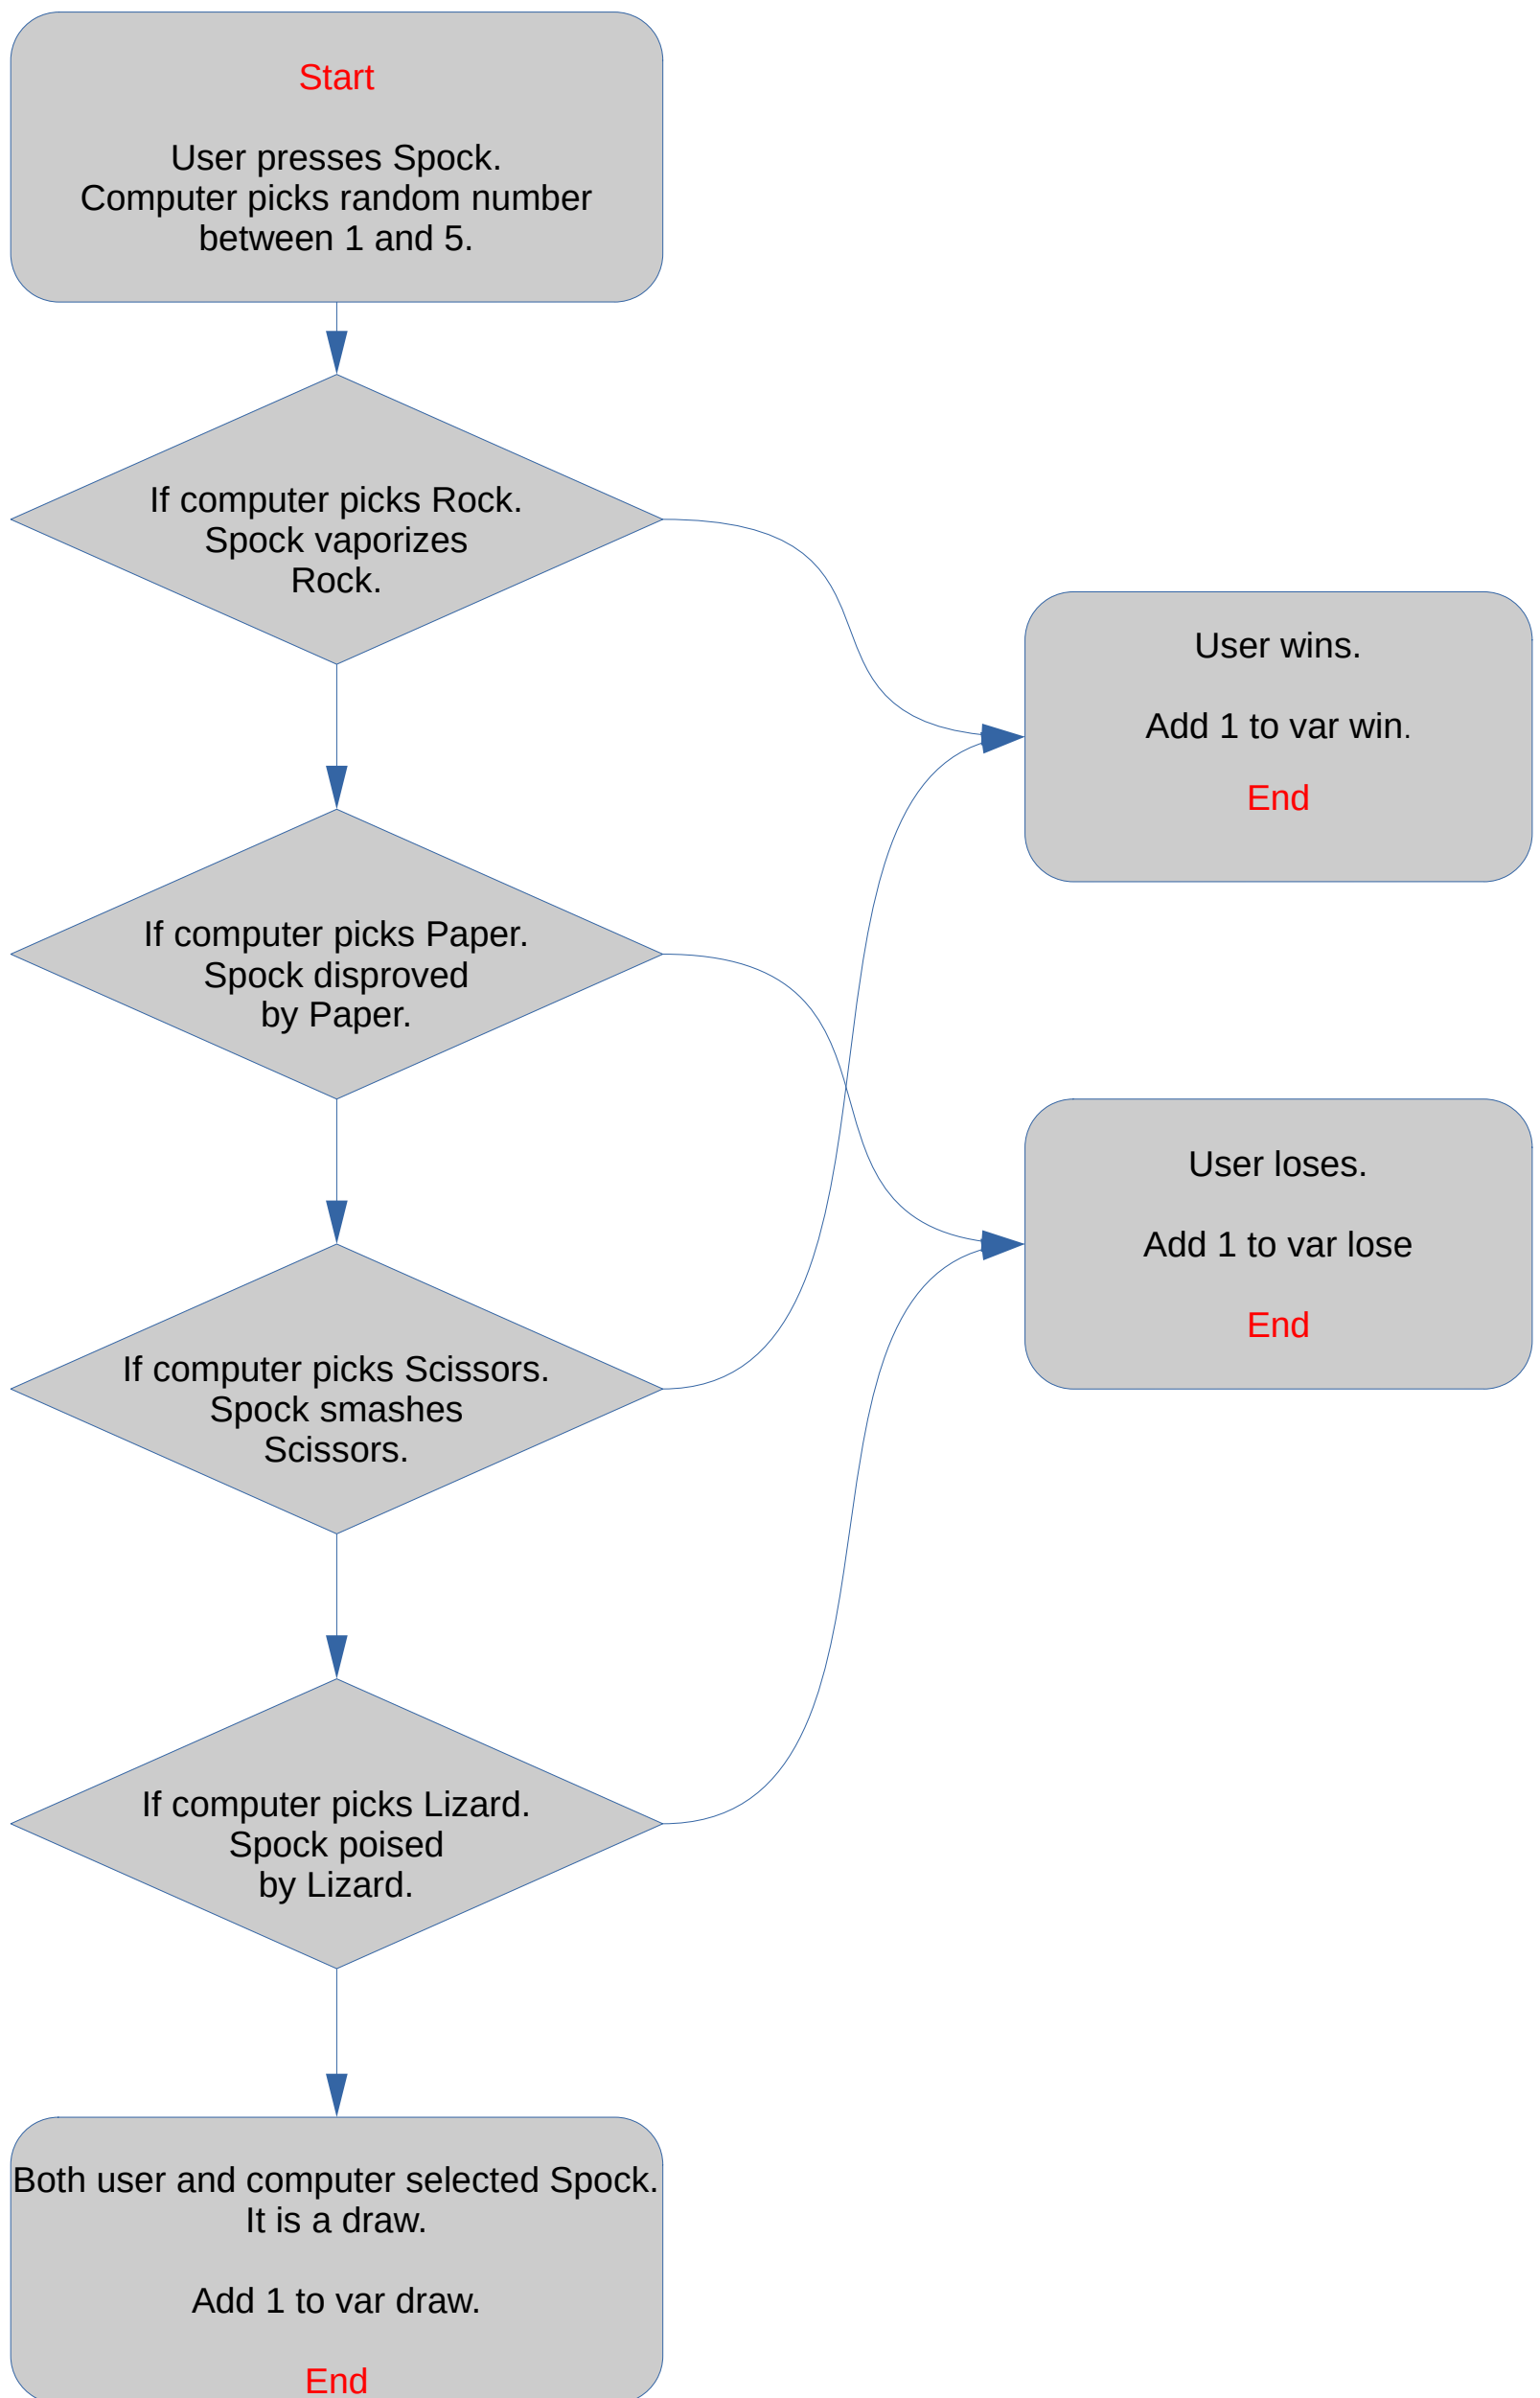 Start
User presses Spock.
Computer picks random number
between 1 and 5.
If computer picks Rock.
Spock vaporizes
Rock.
User wins.
Add 1 to var win.
End
If computer picks Paper.
Spock disproved
by Paper.
User loses.
Add 1 to var lose
End
If computer picks Scissors.
Spock smashes
Scissors.
If computer picks Lizard.
Spock poised
by Lizard.
Both user and computer selected Spock.
It is a draw.
Add 1 to var draw.
End